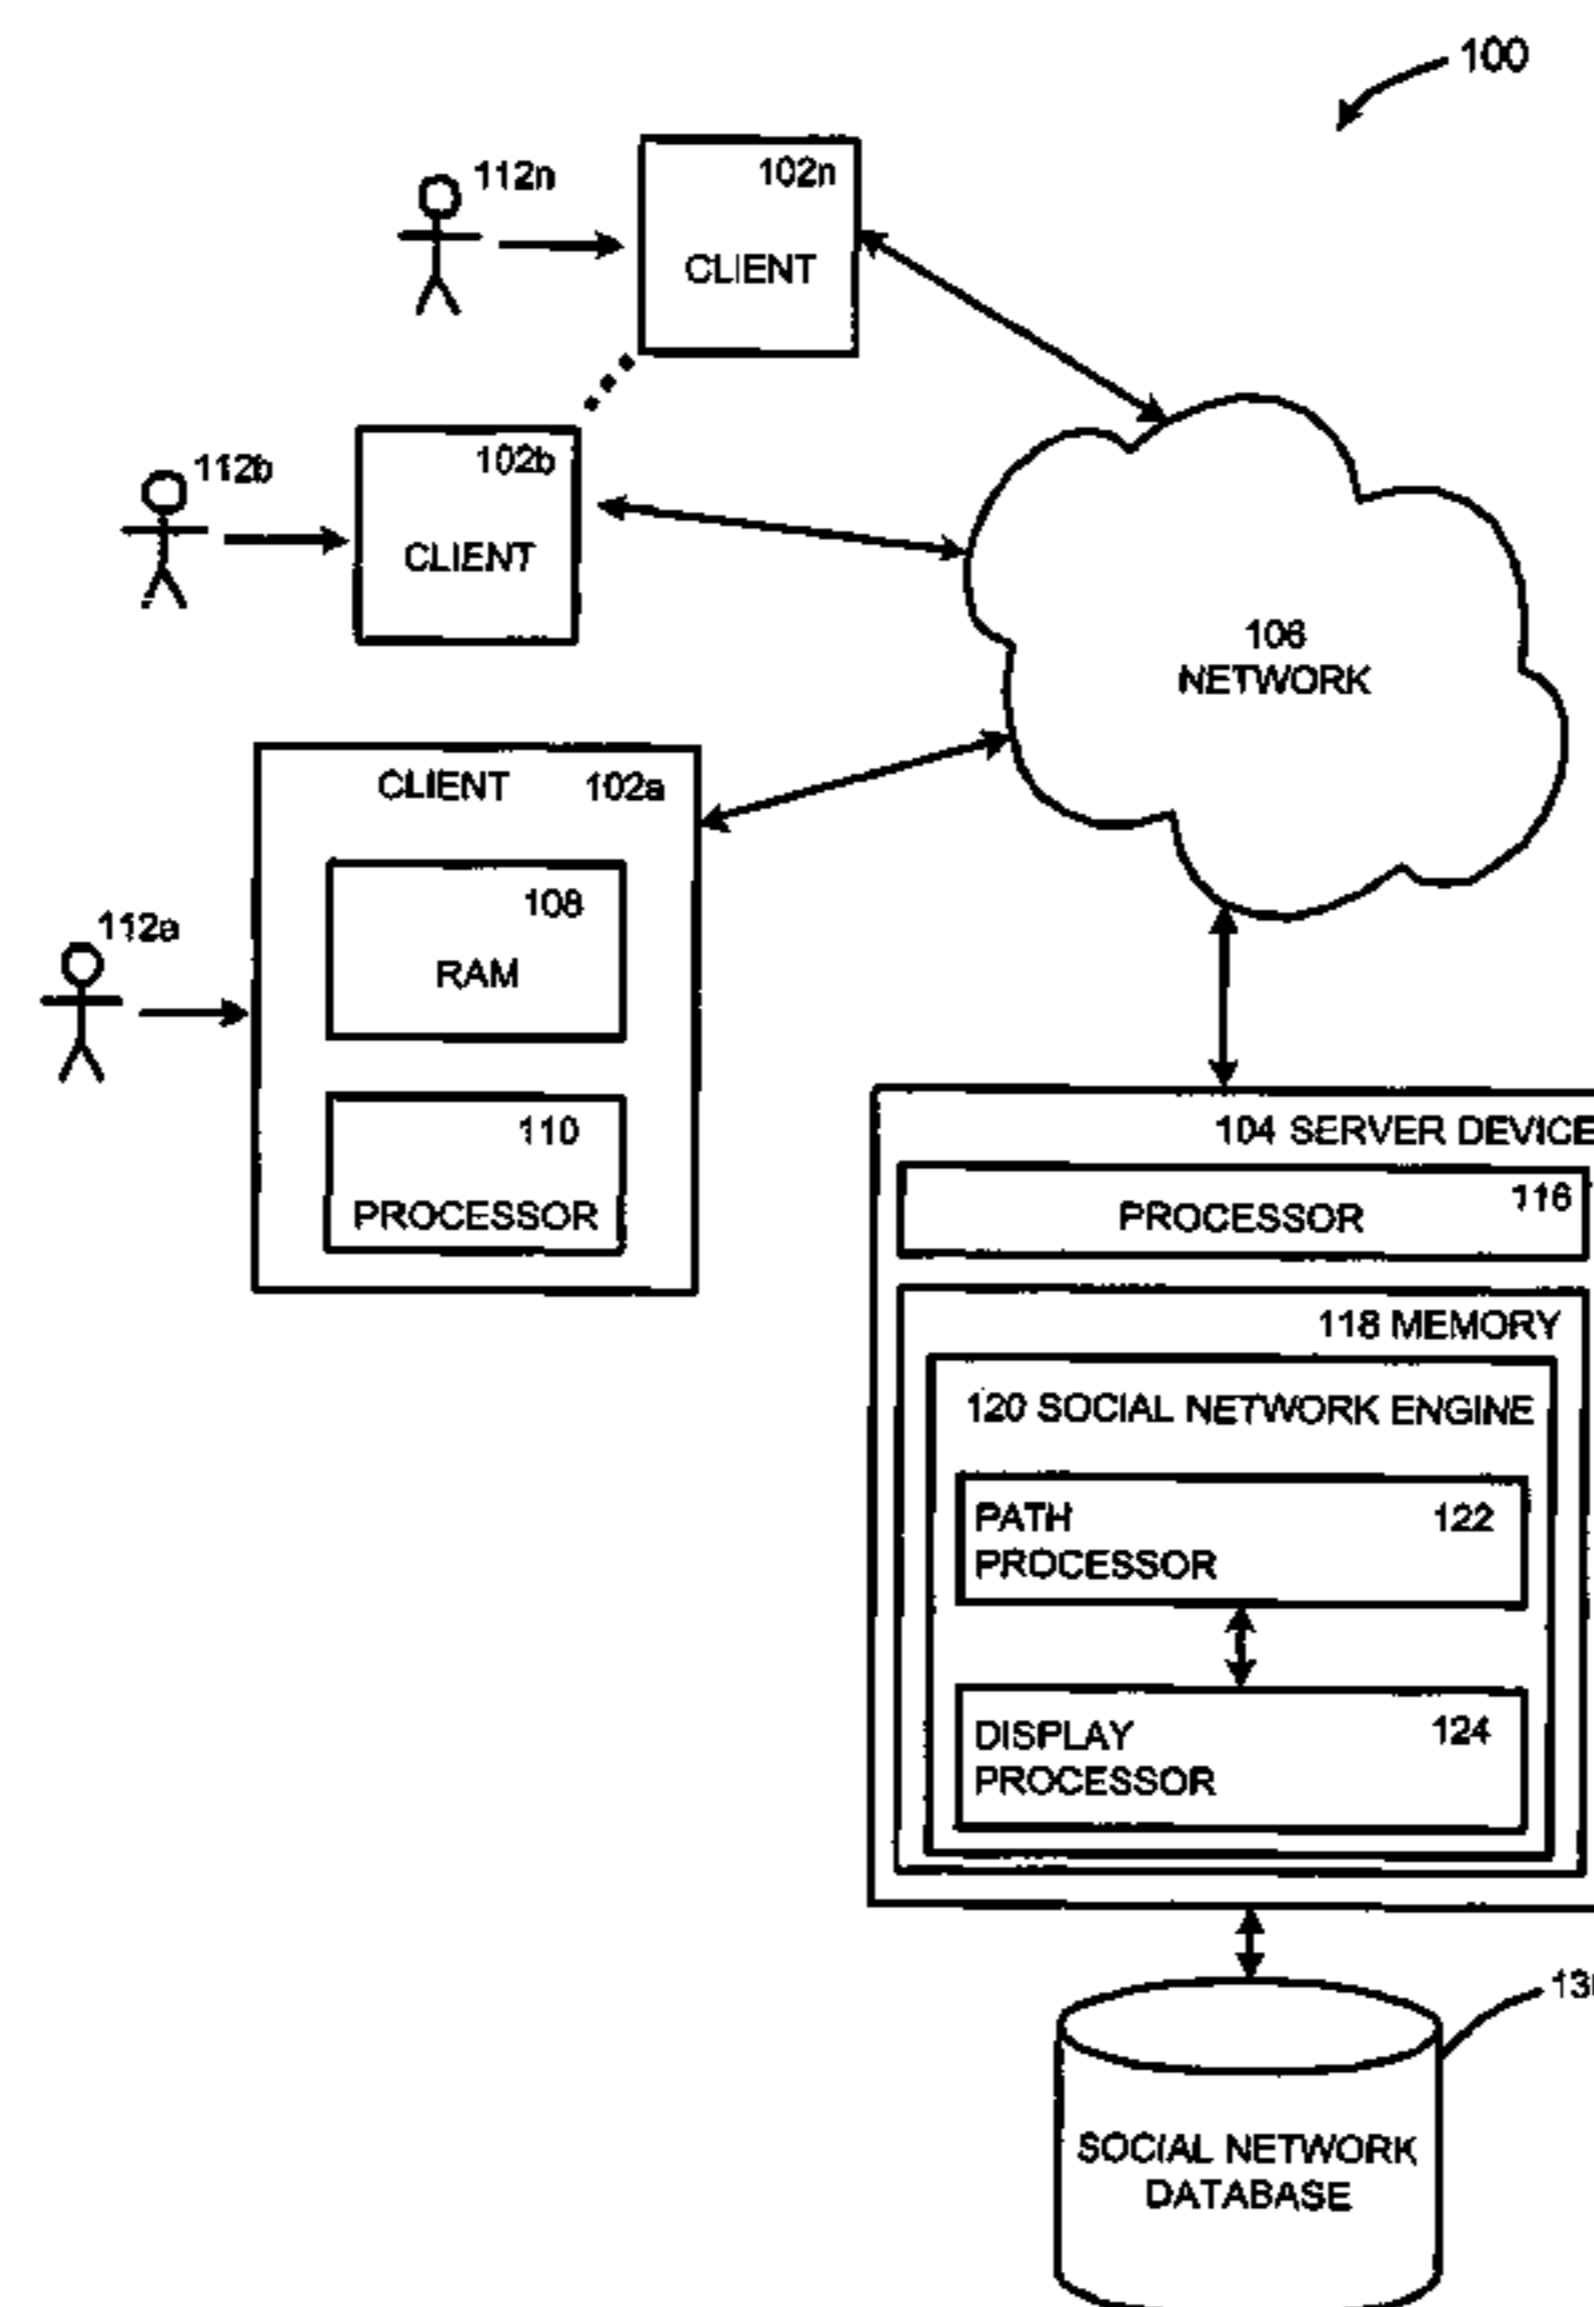 100
112n
102n
CLIENT
112b
102b
CLIENT
106
NETWORK
CLIENT 102a
108
RAM
112a
110
PROCESSOR
104 SERVER DEVICE
116
PROCESSOR
118 MEMORY
120 SOCIAL NETWORK ENGINE
PATH 122
PROCESSOR
DISPLAY 124
PROCESSOR
SOCIAL NETWORK
DATABASE